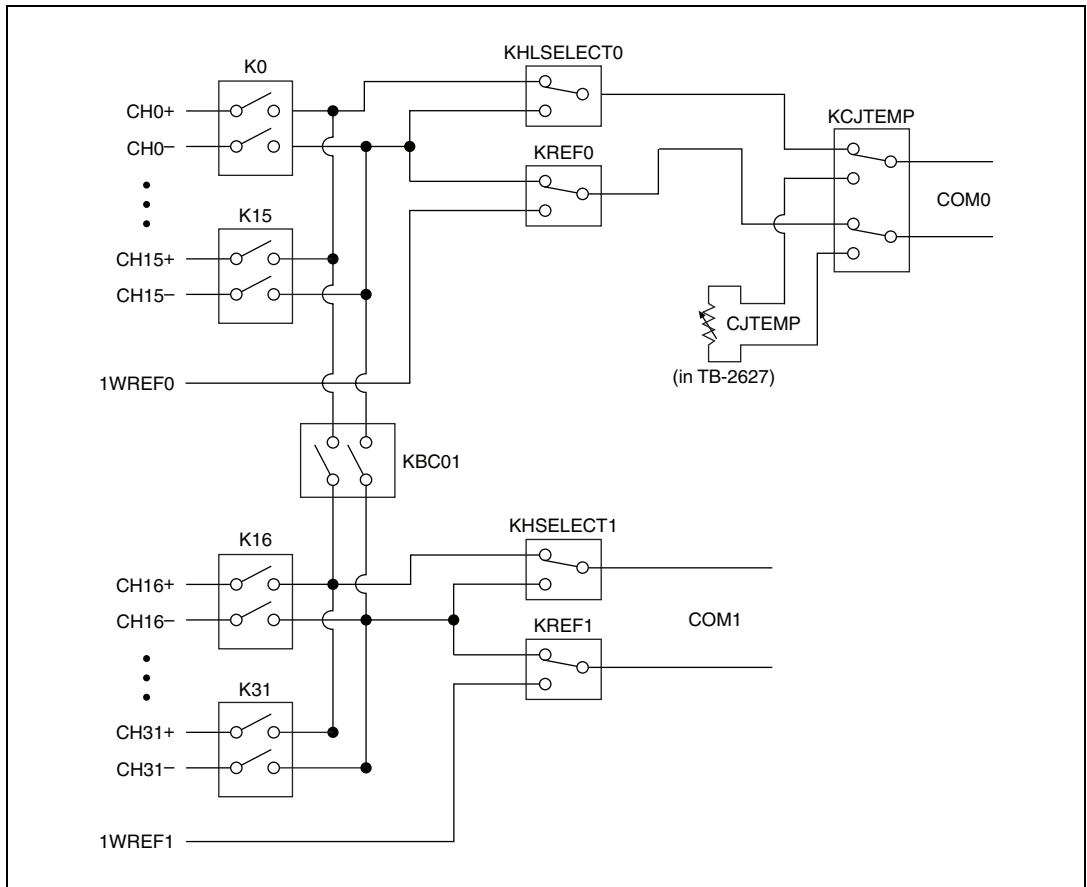 KHLSELECT0
K0
CH0+
CH0–
KCJTEMP
KREF0
COM0
K15
CH15+
CH15–
CJTEMP
(in TB-2627)
1WREF0
KBC01
KHSELECT1
K16
CH16+
CH16–
COM1
KREF1
K31
CH31+
CH31–
1WREF1